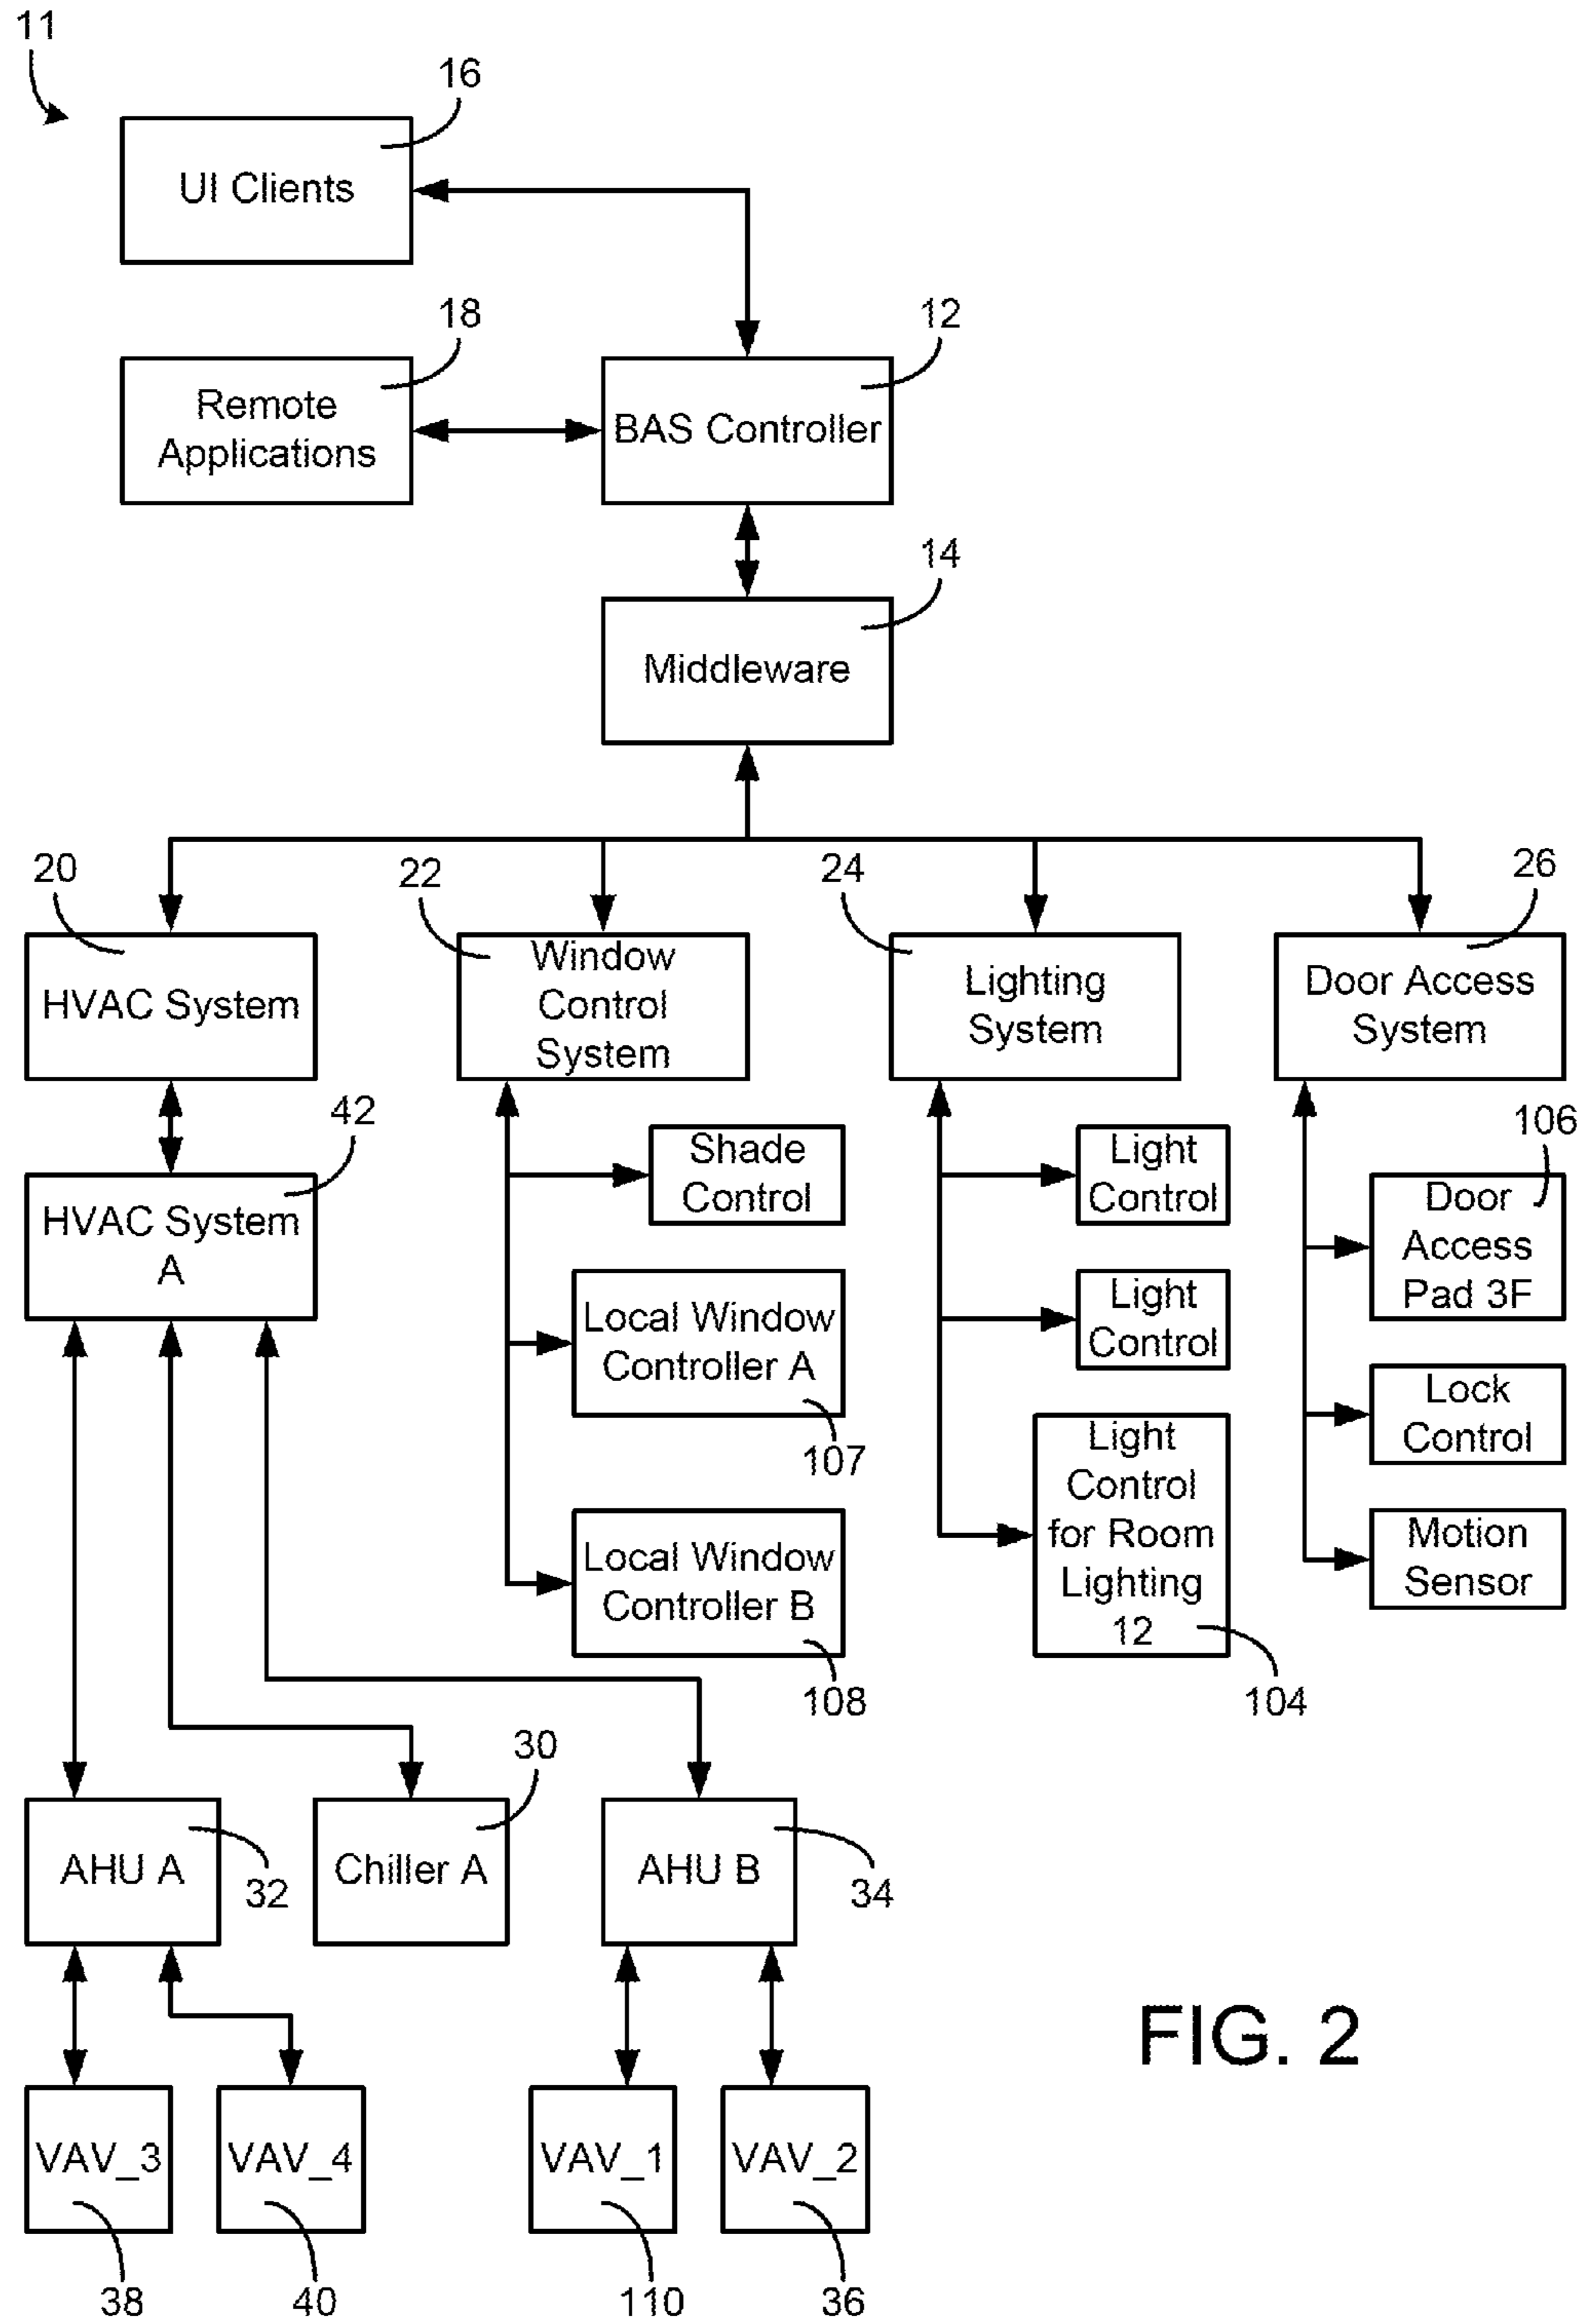 11
16
UI Clients
18
12
Remote
Applications
BAS Controller
14
Middleware
20
22
24
26
HVAC System
Window
Control
System
Lighting
System
Door Access
System
42
HVAC System
A
Shade
Control
Local Window
Controller A
107
Local Window
Controller B
108
Light
Control
Light
Control
Light
Control
for Room
Lighting
12
104
106
Door
Access
Pad 3F
Lock
Control
Motion
Sensor
30
AHU A
32
Chiller A
AHU B
34
VAV_3
VAV_4
VAV_1
VAV_2
38
40
110
36
FIG. 2